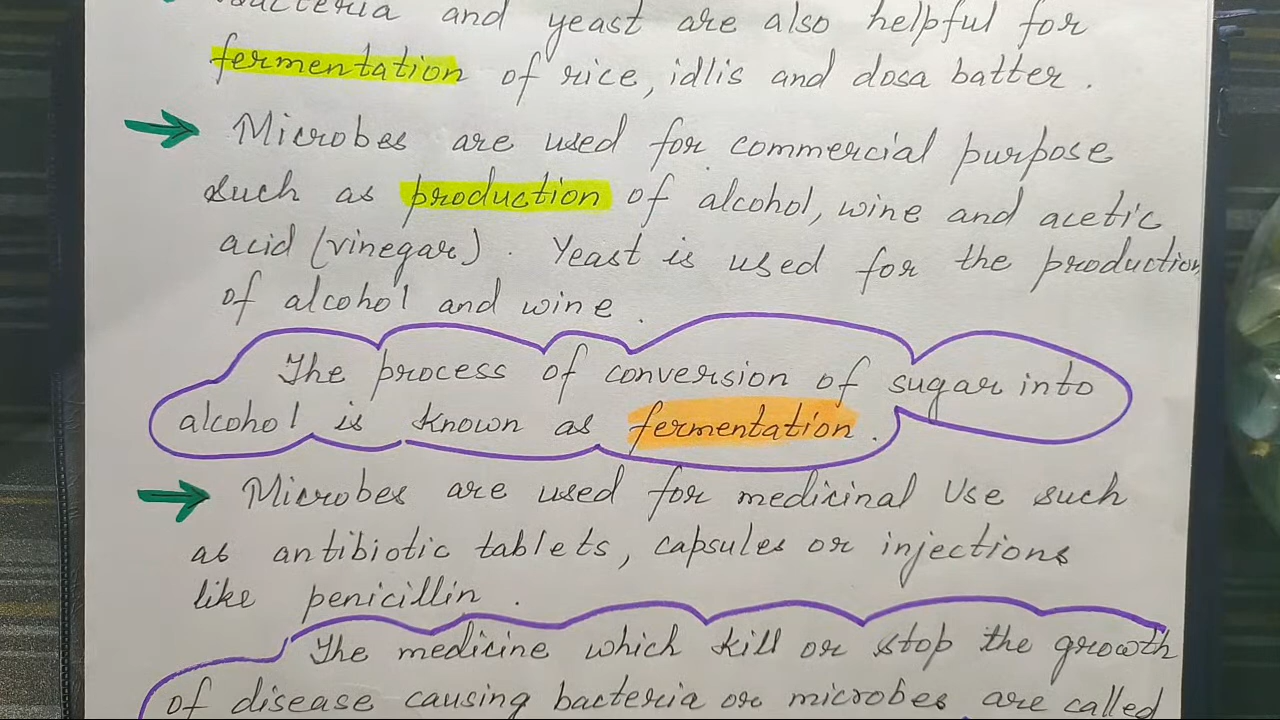 Bacteria and yeast are also helpful for
fermentation of rice, idlis and dosa batter.
Microbes are used for commercial purpose
such as production of alcohol, wine and acetic
acid (vinegar). Yeast is used for the production
of alcohol and wine.
The process of conversion of sugar into
alcohol is known as fermentation.
Microbes are used for medicinal Use such
as antibiotic tablets, capsules or injections
like penicillin.
The medicine which kill or stop the growth
of disease causing bacteria or microbes are called